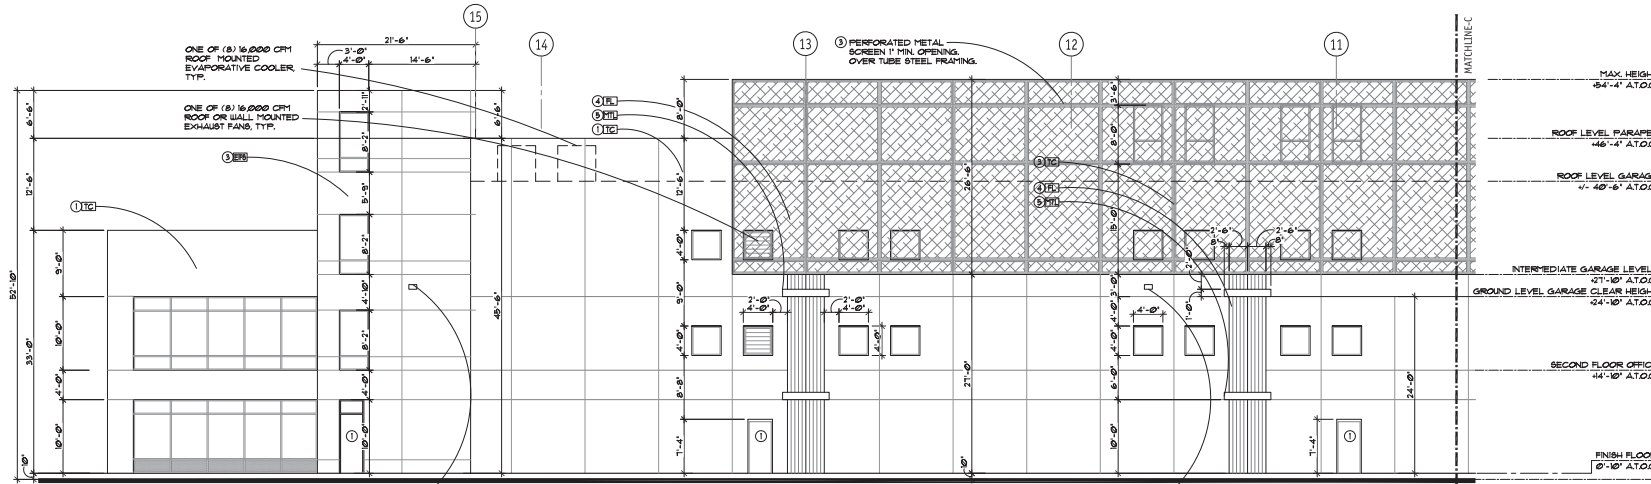 15
14
13
12
11
MATCHLINE-C
21'-6"
3'-0"
4'-0"
14'-6"
ONE OF (8) 16,000 CFM
ROOF MOUNTED
EVAPORATIVE COOLER,
TYP.
ONE OF (8) 16,000 CFM
ROOF OR WALL MOUNTED
EXHAUST FANS, TYP.
3 PERFORATED METAL
SCREEN 1" MIN. OPENING.
OVER TUBE STEEL FRAMING.
4 FL
5 MTL
1 TC
3 EFB
1 TC
3 TC
4 FL
5 MTL
6'-6"
12'-6"
33'-0"
52'-10"
10"
9'-0"
10'-0"
4'-0"
10'-0"
2'-11"
8'-2"
5'-9"
8'-2"
4'-10"
8'-2"
4'-0"
10'-0"
6'-6"
45'-6"
8'-0"
12'-6"
4'-0"
9'-0"
4'-0"
8'-8"
7'-4"
2'-0"
4'-0"
2'-0"
4'-0"
4'-0"
26'-6"
27'-0"
10"
3'-6"
8'-0"
15'-0"
3'-0"
4'-0"
4'-0"
6'-0"
10'-0"
4'-0"
2'-6"
8"
2'-6"
8"
2'-0"
1'-0"
7'-4"
24'-0"
1
1
1
MAX. HEIGH
+54'-4" A.T.O.
ROOF LEVEL PARAPE
+46'-4" A.T.O.
ROOF LEVEL GARAG
+/- 40'-6" A.T.O.
INTERMEDIATE GARAGE LEVEL
+27'-10" A.T.O.
GROUND LEVEL GARAGE CLEAR HEIGH
+24'-10" A.T.O.
SECOND FLOOR OFFIC
+14'-10" A.T.O.
FINISH FLOO
0'-10" A.T.O.